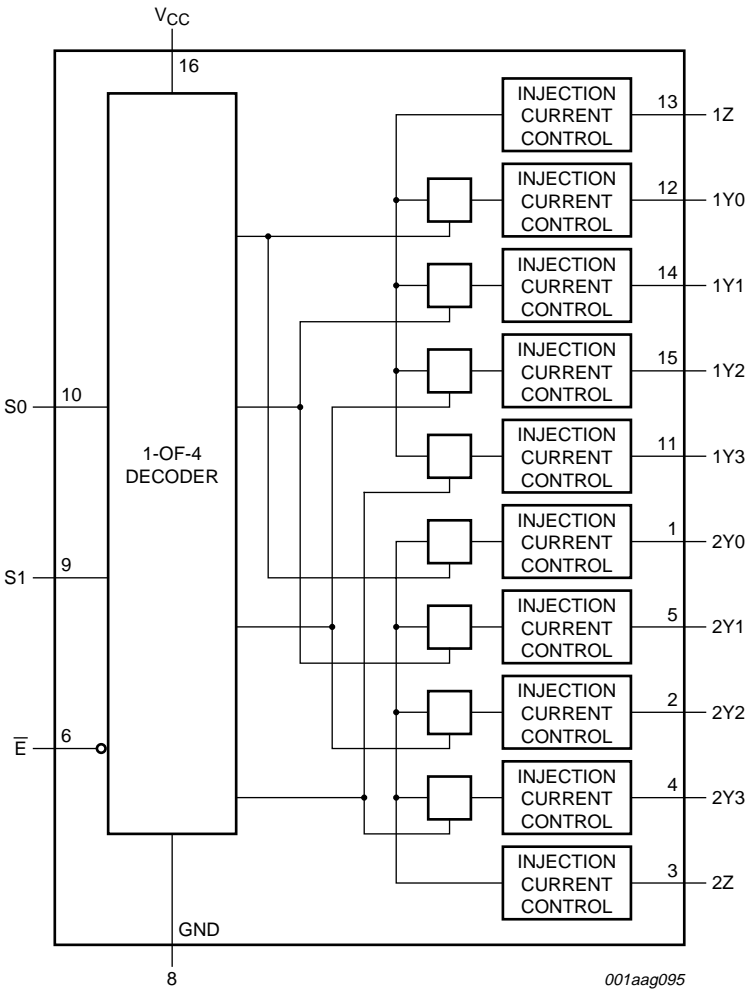 VCC
16
INJECTION
CURRENT
CONTROL
13
1Z
INJECTION
CURRENT
CONTROL
12
1Y0
INJECTION
CURRENT
CONTROL
14
1Y1
INJECTION
CURRENT
CONTROL
15
1Y2
S0
10
1-OF-4
DECODER
INJECTION
CURRENT
CONTROL
11
1Y3
INJECTION
CURRENT
CONTROL
1
2Y0
S1
9
INJECTION
CURRENT
CONTROL
5
2Y1
INJECTION
CURRENT
CONTROL
2
2Y2
E̅
6
INJECTION
CURRENT
CONTROL
4
2Y3
INJECTION
CURRENT
CONTROL
3
2Z
GND
8
001aag095